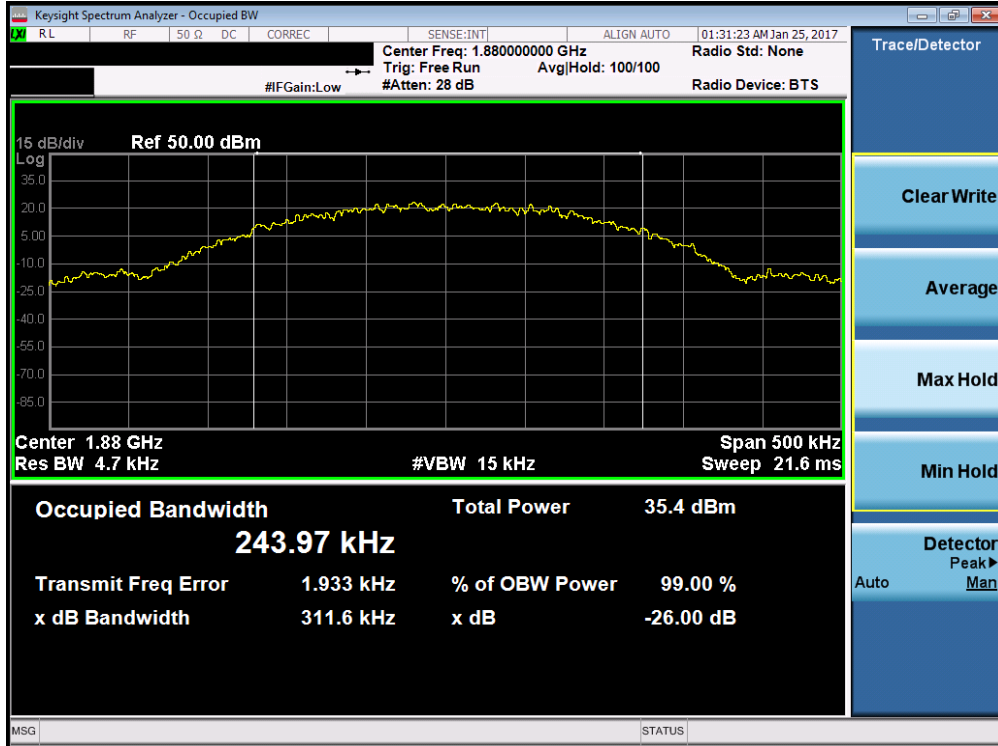 Keysight Spectrum Analyzer - Occupied BW
LXI RL RF 50 Ω DC CORREC SENSE:INT ALIGN AUTO 01:31:23 AM Jan 25, 2017
Center Freq: 1.880000000 GHz Radio Std: None
Trig: Free Run Avg|Hold: 100/100
#IFGain:Low #Atten: 28 dB Radio Device: BTS
15 dB/div Ref 50.00 dBm
Log
35.0
20.0
5.00
-10.0
-25.0
-40.0
-55.0
-70.0
-85.0
Center 1.88 GHz Span 500 kHz
Res BW 4.7 kHz #VBW 15 kHz Sweep 21.6 ms
Occupied Bandwidth Total Power 35.4 dBm
243.97 kHz
Transmit Freq Error 1.933 kHz % of OBW Power 99.00 %
x dB Bandwidth 311.6 kHz x dB -26.00 dB
Trace/Detector
Clear Write
Average
Max Hold
Min Hold
Detector
Peak▶
Auto Man
MSG STATUS